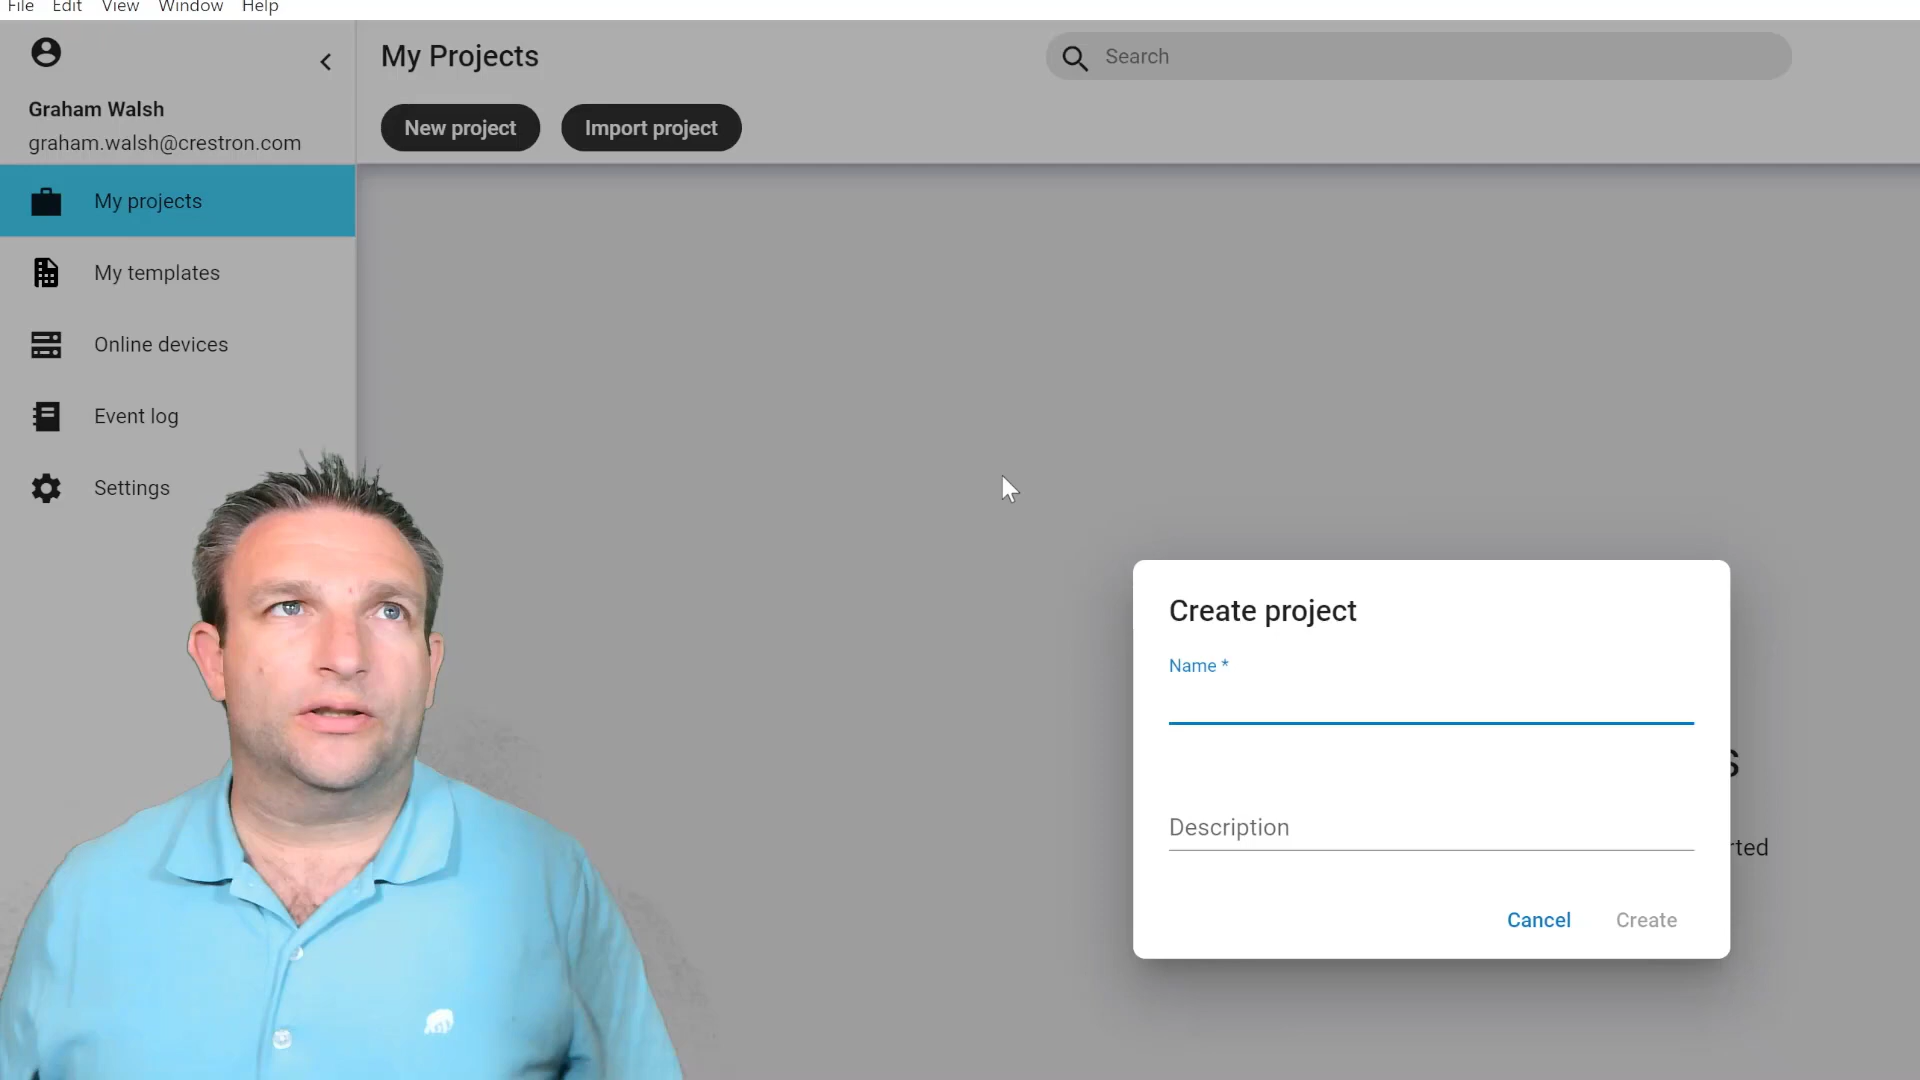 File Edit View Window Help
Graham Walsh
graham.walsh@crestron.com
My projects
My templates
Online devices
Event log
Settings
My Projects
Search
New project
Import project
Create project
Name *
Description
Cancel
Create
s
rted